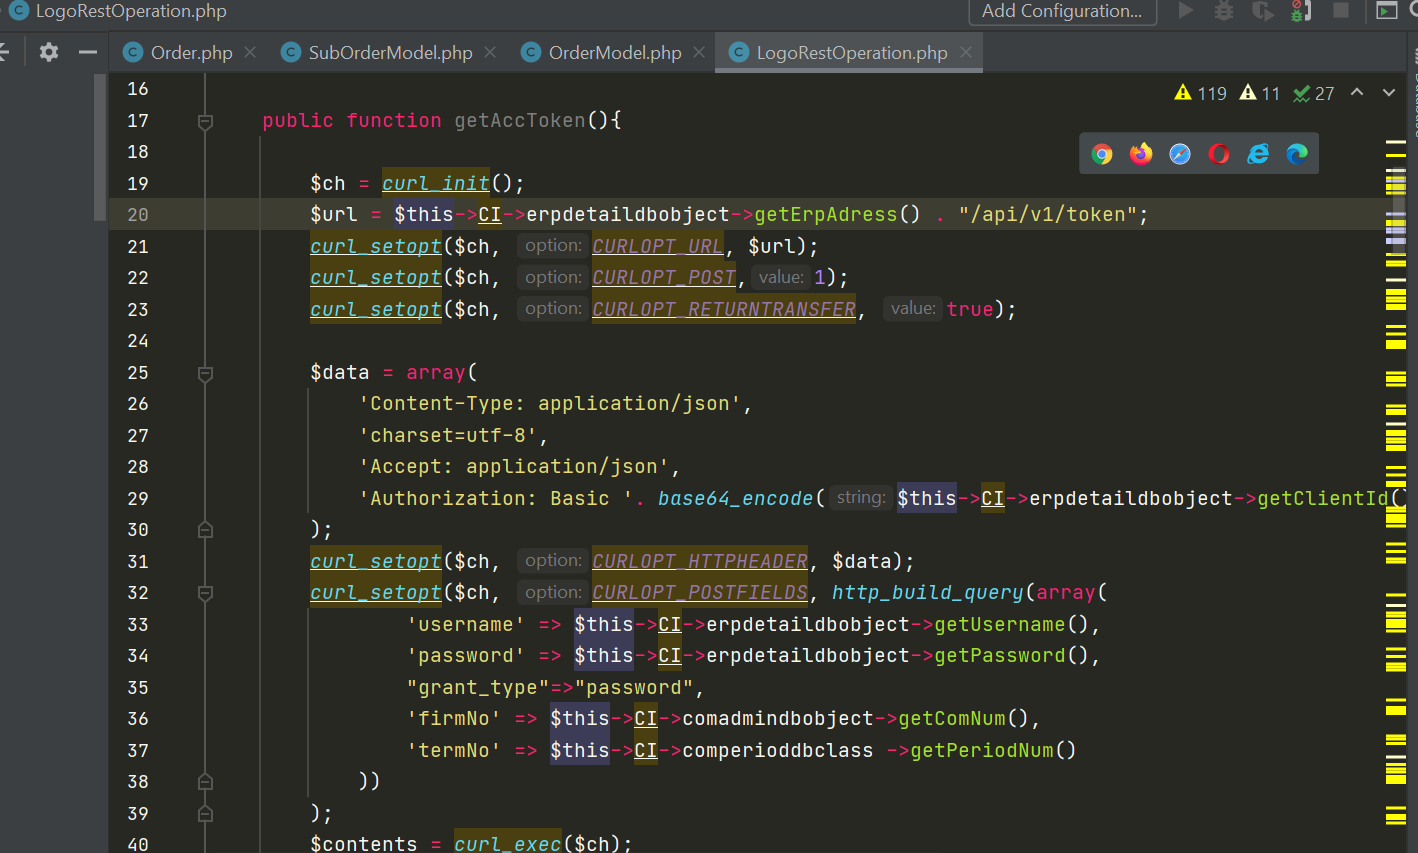 LogoRestOperation.php
Add Configuration...
Order.php
SubOrderModel.php
OrderModel.php
LogoRestOperation.php
119 11 27
16
17 public function getAccToken(){
18
19 $ch = curl_init();
20 $url = $this->CI->erpdetaildbobject->getErpAdress() . "/api/v1/token";
21 curl_setopt($ch, option: CURLOPT_URL, $url);
22 curl_setopt($ch, option: CURLOPT_POST, value: 1);
23 curl_setopt($ch, option: CURLOPT_RETURNTRANSFER, value: true);
24
25 $data = array(
26 'Content-Type: application/json',
27 'charset=utf-8',
28 'Accept: application/json',
29 'Authorization: Basic '. base64_encode( string: $this->CI->erpdetaildbobject->getClientId()
30 );
31 curl_setopt($ch, option: CURLOPT_HTTPHEADER, $data);
32 curl_setopt($ch, option: CURLOPT_POSTFIELDS, http_build_query(array(
33 'username' => $this->CI->erpdetaildbobject->getUsername(),
34 'password' => $this->CI->erpdetaildbobject->getPassword(),
35 "grant_type"=>"password",
36 'firmNo' => $this->CI->comadmindbobject->getComNum(),
37 'termNo' => $this->CI->comperioddbclass ->getPeriodNum()
38 ))
39 );
40 $contents = curl_exec($ch);